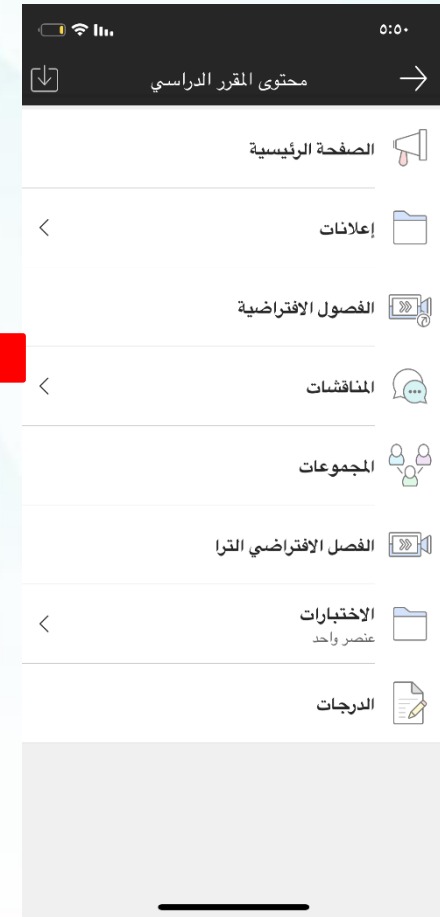 ٥:٥٠
محتوى المقرر الدراسي
الصفحة الرئيسية
إعلانات
الفصول الافتراضية
المناقشات
المجموعات
الفصل الافتراضي الترا
الاختبارات
عنصر واحد
الدرجات